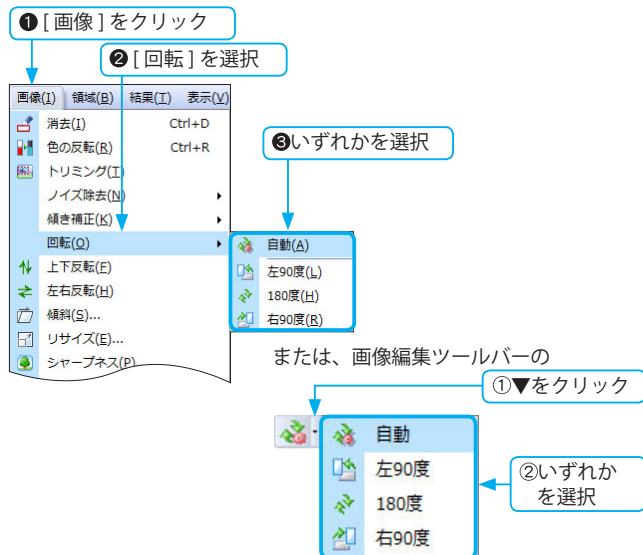 ❶[ 画像 ] をクリック
❷[ 回転 ] を選択
画像(I) 領域(B) 結果(T) 表示(V)
消去(I) Ctrl+D
色の反転(R) Ctrl+R
トリミング(T)
ノイズ除去(N)
傾き補正(K)
回転(O)
上下反転(F)
左右反転(H)
傾斜(S)...
リサイズ(E)...
シャープネス(P)
❸いずれかを選択
自動(A)
左90度(L)
180度(H)
右90度(R)
または、画像編集ツールバーの
①▼をクリック
自動
左90度
180度
右90度
②いずれか
を選択